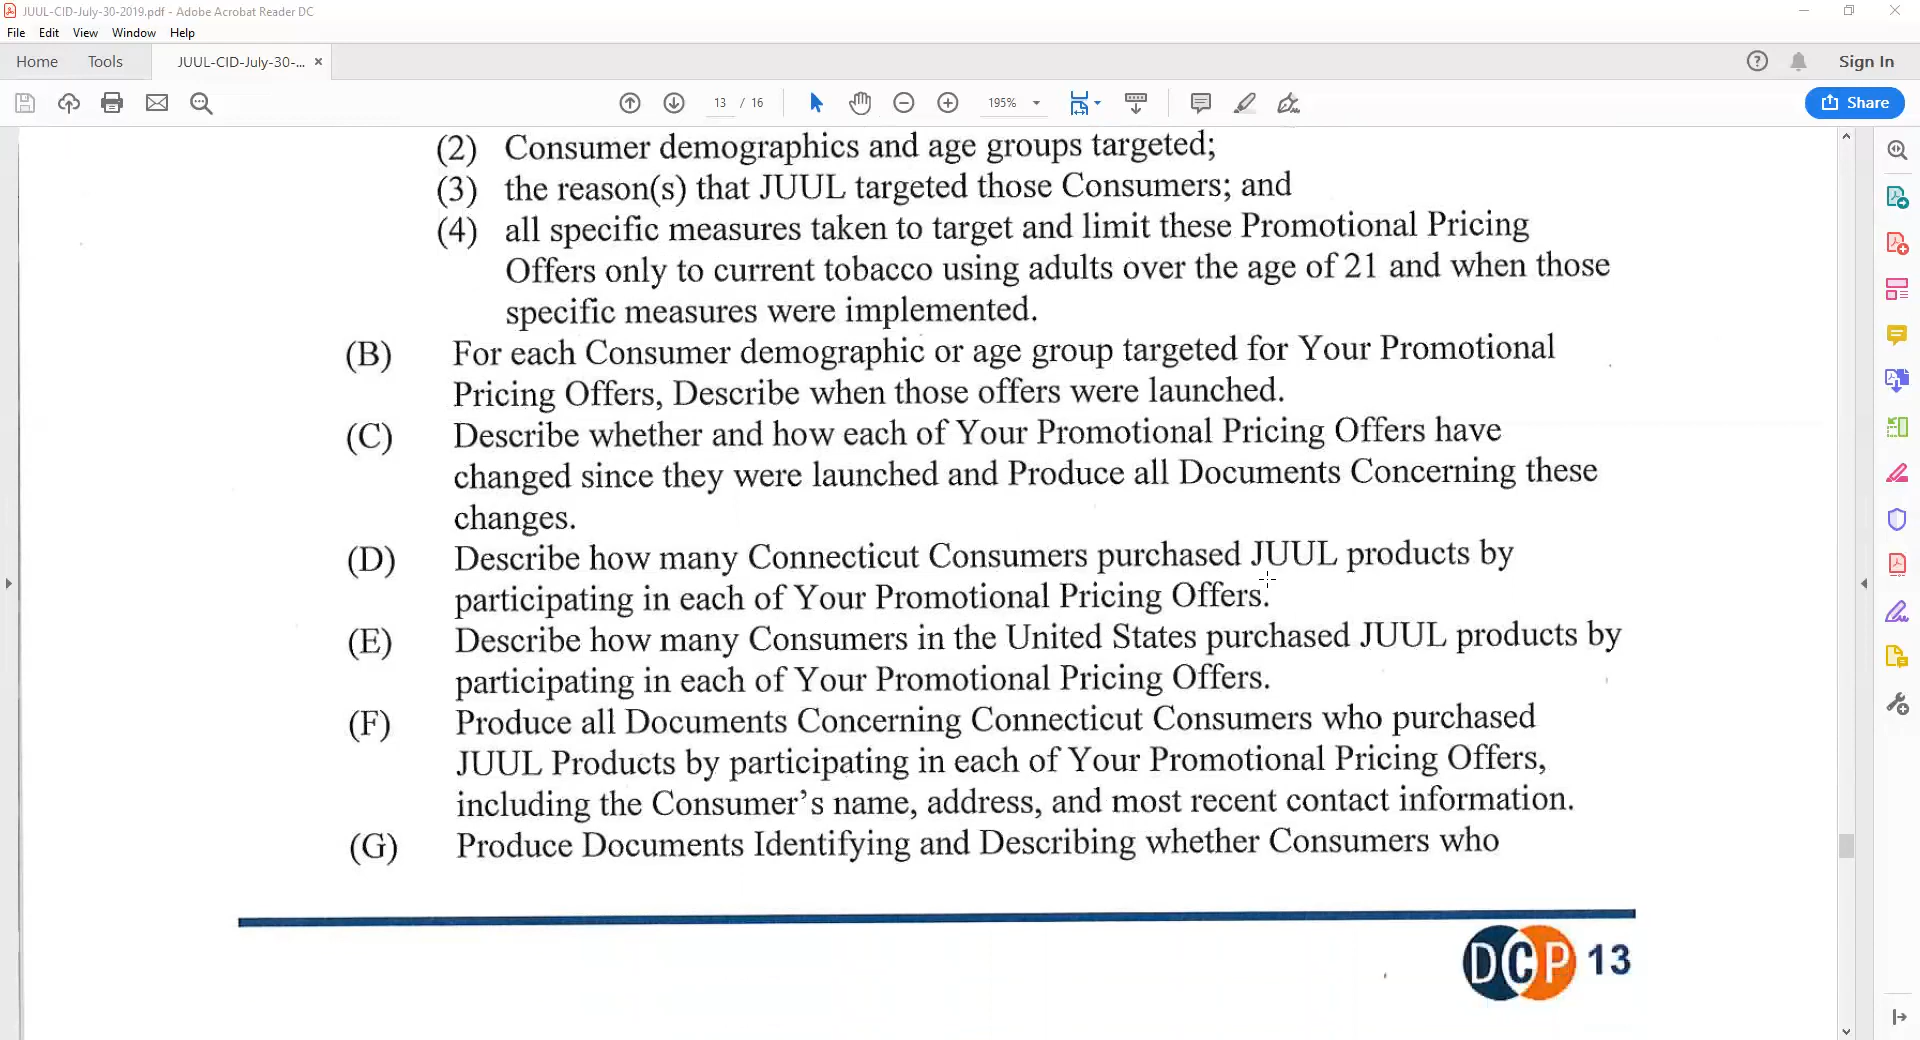 JUUL-CID-July-30-2019.pdf - Adobe Acrobat Reader DC
File Edit View Window Help
Home Tools JUUL-CID-July-30-... × Sign In
13 / 16 195% Share
(2) Consumer demographics and age groups targeted;
(3) the reason(s) that JUUL targeted those Consumers; and
(4) all specific measures taken to target and limit these Promotional Pricing
Offers only to current tobacco using adults over the age of 21 and when those
specific measures were implemented.
(B) For each Consumer demographic or age group targeted for Your Promotional
Pricing Offers, Describe when those offers were launched.
(C) Describe whether and how each of Your Promotional Pricing Offers have
changed since they were launched and Produce all Documents Concerning these
changes.
(D) Describe how many Connecticut Consumers purchased JUUL products by
participating in each of Your Promotional Pricing Offers.
(E) Describe how many Consumers in the United States purchased JUUL products by
participating in each of Your Promotional Pricing Offers.
(F) Produce all Documents Concerning Connecticut Consumers who purchased
JUUL Products by participating in each of Your Promotional Pricing Offers,
including the Consumer's name, address, and most recent contact information.
(G) Produce Documents Identifying and Describing whether Consumers who
DCP 13